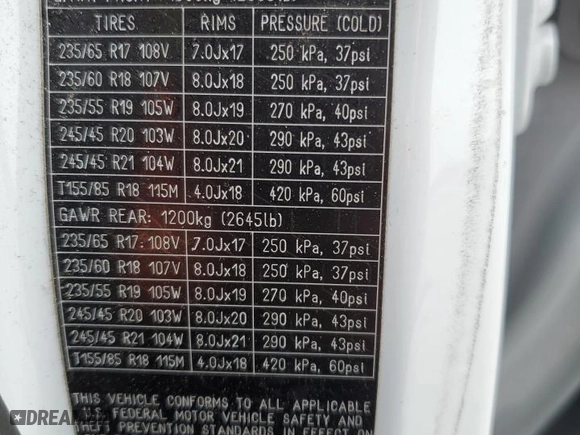 TIRES RIMS PRESSURE (COLD)
235/65 R17 108V 7.0Jx17 250 kPa, 37psi
235/60 R18 107V 8.0Jx18 250 kPa, 37psi
235/55 R19 105W 8.0Jx19 270 kPa, 40psi
245/45 R20 103W 8.0Jx20 290 kPa, 43psi
245/45 R21 104W 8.0Jx21 290 kPa, 43psi
T155/85 R18 115M 4.0Jx18 420 kPa, 60psi
GAWR REAR: 1200kg (2645lb)
235/65 R17 108V 7.0Jx17 250 kPa, 37psi
235/60 R18 107V 8.0Jx18 250 kPa, 37psi
235/55 R19 105W 8.0Jx19 270 kPa, 40psi
245/45 R20 103W 8.0Jx20 290 kPa, 43psi
245/45 R21 104W 8.0Jx21 290 kPa, 43psi
T155/85 R18 115M 4.0Jx18 420 kPa, 60psi
THIS VEHICLE CONFORMS TO ALL APPLICABLE
U.S. FEDERAL MOTOR VEHICLE SAFETY AND
THEFT PREVENTION STANDARDS IN EFFECT ON